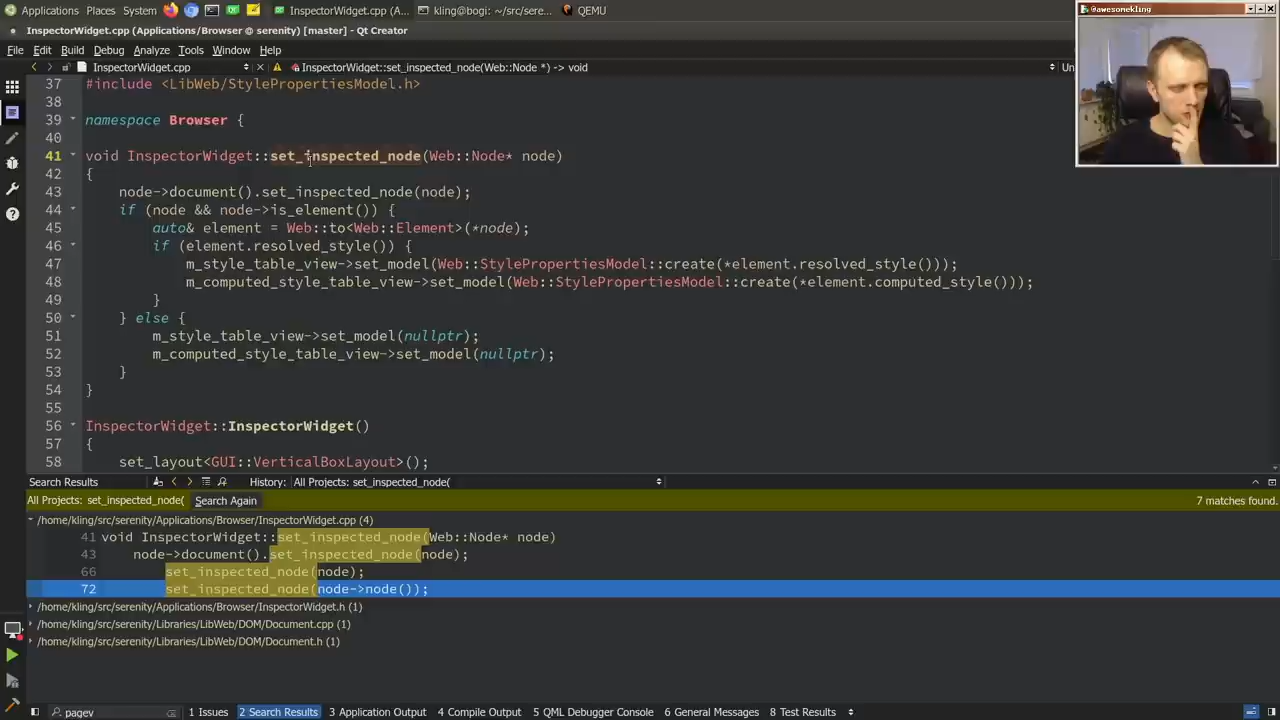 Applications Places System InspectorWidget.cpp (A... kling@bogi: ~/src/sere... QEMU
@awesomekling
InspectorWidget.cpp (Applications/Browser @ serenity) [master] - Qt Creator
File Edit Build Debug Analyze Tools Window Help
InspectorWidget.cpp InspectorWidget::set_inspected_node(Web::Node *) -> void Un
37 #include <LibWeb/StylePropertiesModel.h>
38
39 namespace Browser {
40
41 void InspectorWidget::set_inspected_node(Web::Node* node)
42 {
43 node->document().set_inspected_node(node);
44 if (node && node->is_element()) {
45 auto& element = Web::to<Web::Element>(*node);
46 if (element.resolved_style()) {
47 m_style_table_view->set_model(Web::StylePropertiesModel::create(*element.resolved_style()));
48 m_computed_style_table_view->set_model(Web::StylePropertiesModel::create(*element.computed_style()));
49 }
50 } else {
51 m_style_table_view->set_model(nullptr);
52 m_computed_style_table_view->set_model(nullptr);
53 }
54 }
55
56 InspectorWidget::InspectorWidget()
57 {
58 set_layout<GUI::VerticalBoxLayout>();
Search Results History: All Projects: set_inspected_node(
All Projects: set_inspected_node( Search Again 7 matches found.
/home/kling/src/serenity/Applications/Browser/InspectorWidget.cpp (4)
41 void InspectorWidget::set_inspected_node(Web::Node* node)
43 node->document().set_inspected_node(node);
66 set_inspected_node(node);
72 set_inspected_node(node->node());
/home/kling/src/serenity/Applications/Browser/InspectorWidget.h (1)
/home/kling/src/serenity/Libraries/LibWeb/DOM/Document.cpp (1)
/home/kling/src/serenity/Libraries/LibWeb/DOM/Document.h (1)
pagev 1 Issues 2 Search Results 3 Application Output 4 Compile Output 5 QML Debugger Console 6 General Messages 8 Test Results